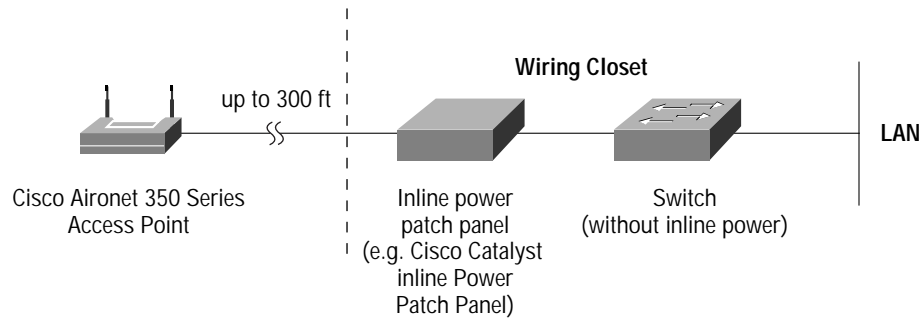 Wiring Closet
up to 300 ft
LAN
Cisco Aironet 350 Series
Access Point
Inline power
patch panel
(e.g. Cisco Catalyst
inline Power
Patch Panel)
Switch
(without inline power)